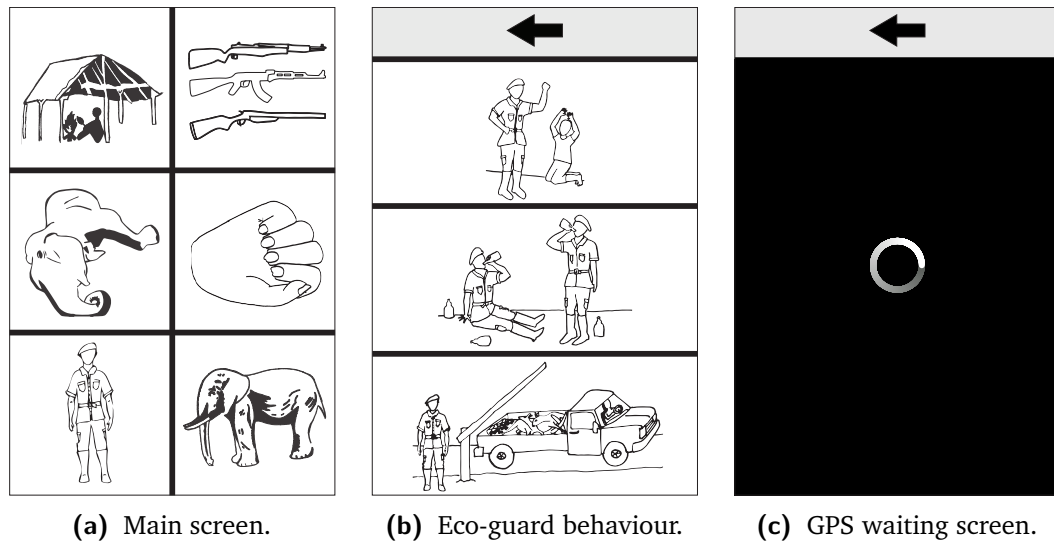 (a) Main screen.
(b) Eco-guard behaviour.
(c) GPS waiting screen.